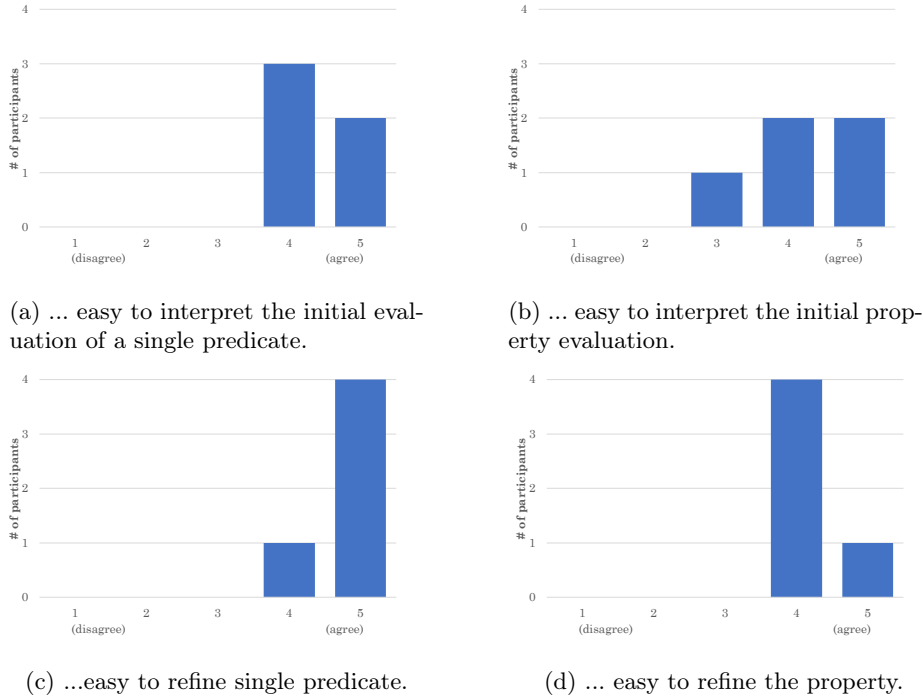 4
3
2
1
0
# of participants
1 2 3 4 5
(disagree) (agree)
(a) ... easy to interpret the initial eval-
uation of a single predicate.
4
3
2
1
0
# of participants
1 2 3 4 5
(disagree) (agree)
(b) ... easy to interpret the initial prop-
erty evaluation.
4
3
2
1
0
# of participants
1 2 3 4 5
(disagree) (agree)
(c) ...easy to refine single predicate.
4
3
2
1
0
# of participants
1 2 3 4 5
(disagree) (agree)
(d) ... easy to refine the property.